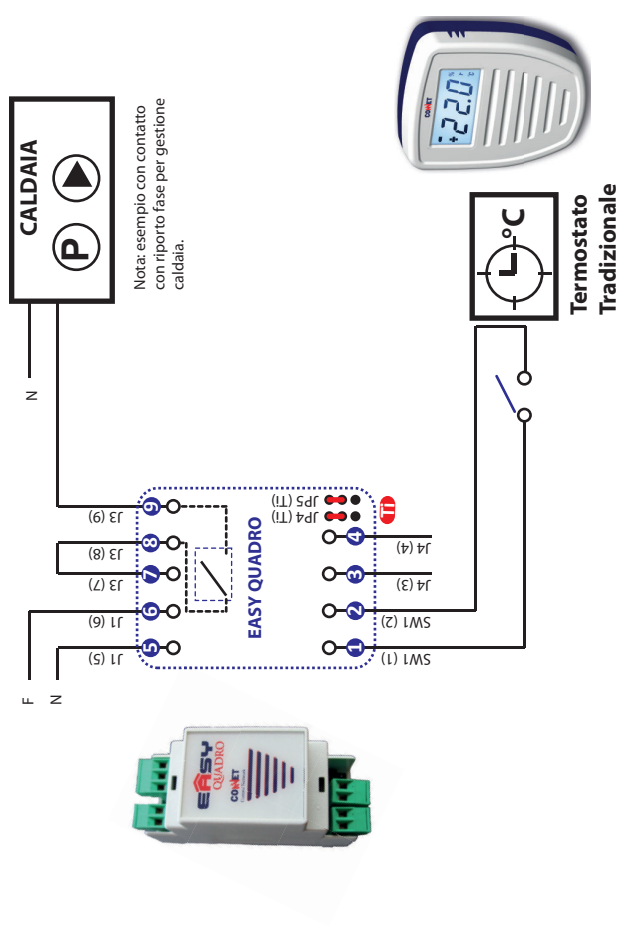 CALDAIA
P
Nota: esempio con contatto
con riporto fase per gestione
caldaia.
N
F
N
J1 (5)
J1 (6)
J3 (7)
J3 (8)
J3 (9)
5
6
7
8
9
EASY QUADRO
JP4 (Ti)
JP5 (Ti)
Ti
1
2
3
4
SW1 (1)
SW1 (2)
J4 (3)
J4 (4)
°C
Termostato
Tradizionale
EASY
QUADRO
COMET
COMET
+22.0